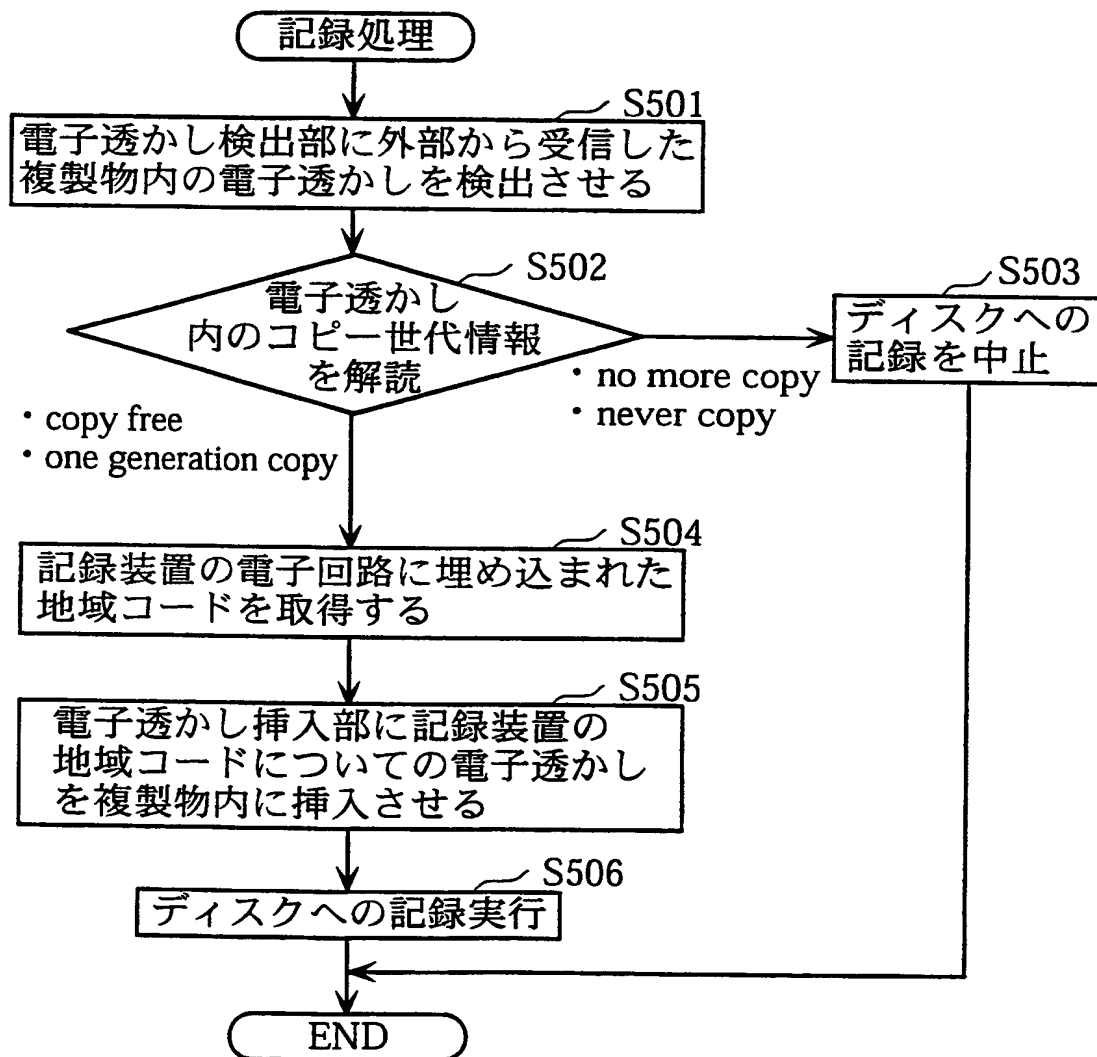 記録処理
S501
電子透かし検出部に外部から受信した
複製物内の電子透かしを検出させる
S502
電子透かし
内のコピー世代情報
を解読
S503
ディスクへの
記録を中止
・no more copy
・never copy
・copy free
・one generation copy
S504
記録装置の電子回路に埋め込まれた
地域コードを取得する
S505
電子透かし挿入部に記録装置の
地域コードについての電子透かし
を複製物内に挿入させる
S506
ディスクへの記録実行
END